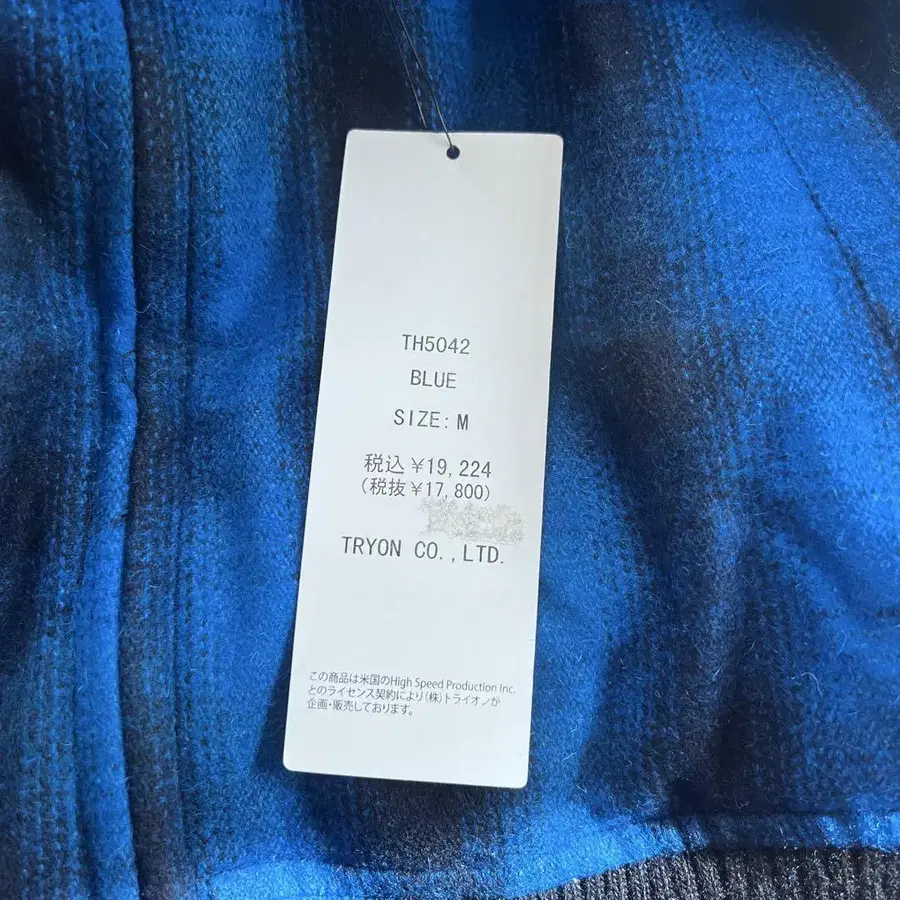 TH5042
BLUE
SIZE: M
税込 ¥19,224
(税抜 ¥17,800)
TRYON CO.,LTD.
この商品は米国のHigh Speed Production Inc.
とのライセンス契約により(株)トライオンが
企画・販売しております。